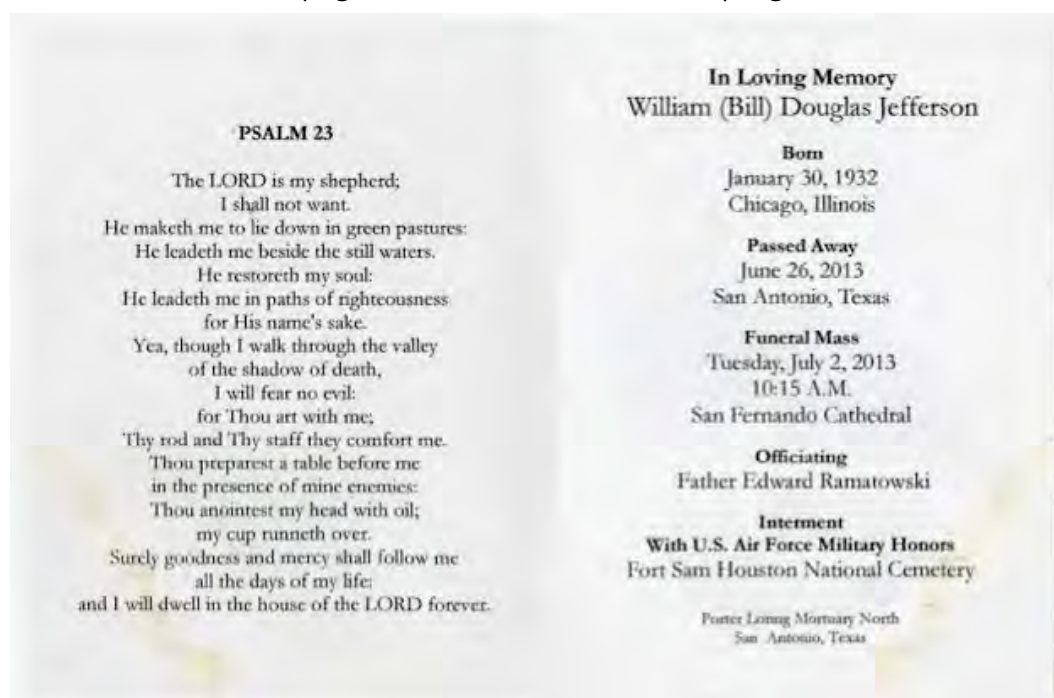 PSALM 23
The LORD is my shepherd;
I shall not want.
He maketh me to lie down in green pastures:
He leadeth me beside the still waters.
He restoreth my soul:
He leadeth me in paths of righteousness
for His name's sake.
Yea, though I walk through the valley
of the shadow of death,
I will fear no evil:
for Thou art with me;
Thy rod and Thy staff they comfort me.
Thou preparest a table before me
in the presence of mine enemies:
Thou anointest my head with oil;
my cup runneth over.
Surely goodness and mercy shall follow me
all the days of my life:
and I will dwell in the house of the LORD forever.
In Loving Memory
William (Bill) Douglas Jefferson
Born
January 30, 1932
Chicago, Illinois
Passed Away
June 26, 2013
San Antonio, Texas
Funeral Mass
Tuesday, July 2, 2013
10:15 A.M.
San Fernando Cathedral
Officiating
Father Edward Ramatowski
Interment
With U.S. Air Force Military Honors
Fort Sam Houston National Cemetery
Porter Loring Mortuary North
San Antonio, Texas